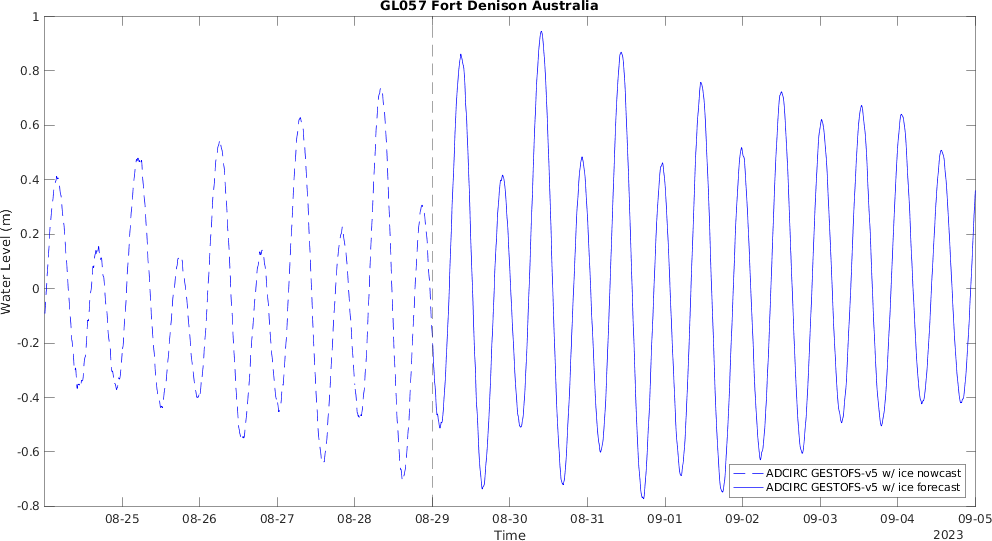 GL057 Fort Denison Australia
1
0.8
0.6
0.4
0.2
0
-0.2
-0.4
-0.6
-0.8
Water Level (m)
ADCIRC GESTOFS-v5 w/ ice nowcast
ADCIRC GESTOFS-v5 w/ ice forecast
08-25 08-26 08-27 08-28 08-29 08-30 08-31 09-01 09-02 09-03 09-04 09-05
Time
2023